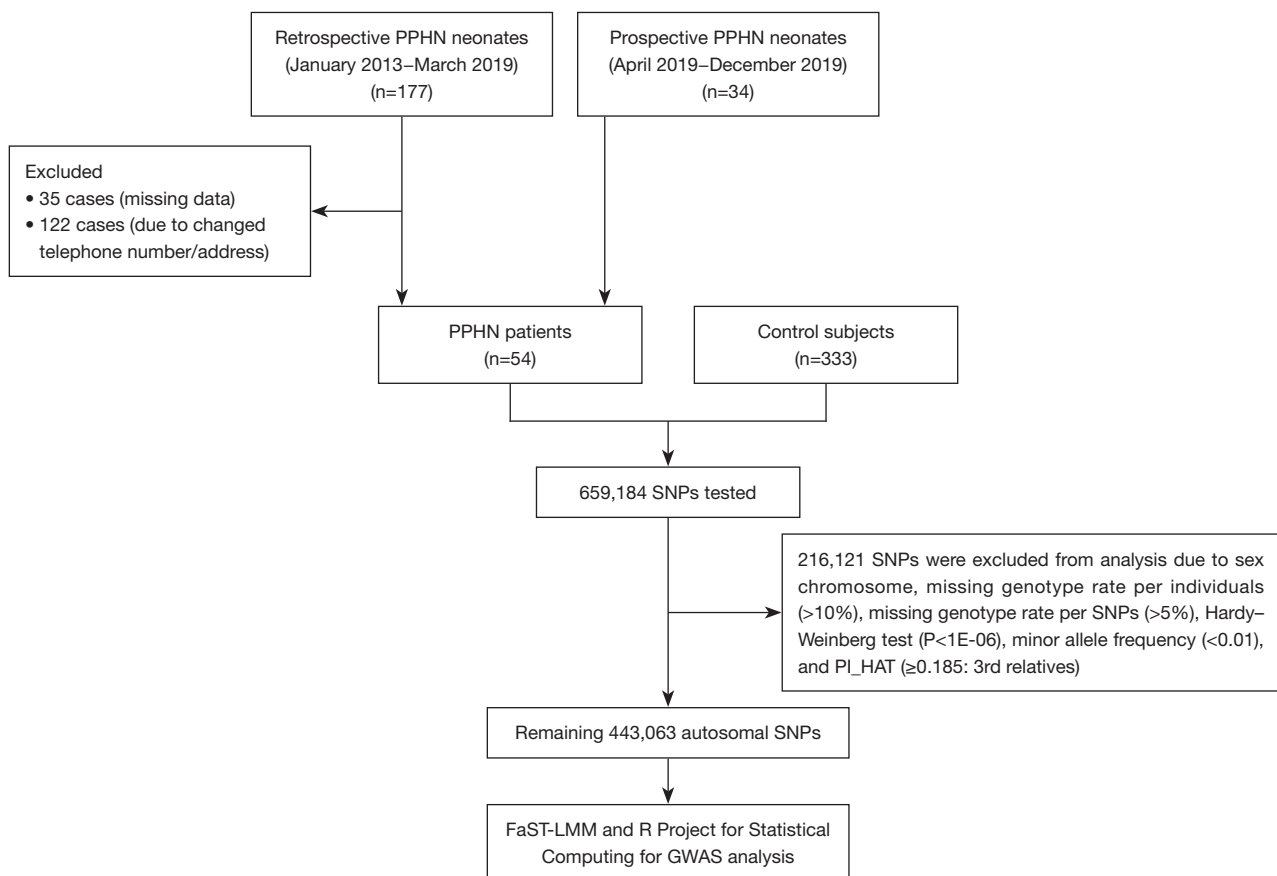 Retrospective PPHN neonates
(January 2013–March 2019)
(n=177)
Prospective PPHN neonates
(April 2019–December 2019)
(n=34)
Excluded
• 35 cases (missing data)
• 122 cases (due to changed
telephone number/address)
PPHN patients
(n=54)
Control subjects
(n=333)
659,184 SNPs tested
216,121 SNPs were excluded from analysis due to sex
chromosome, missing genotype rate per individuals
(>10%), missing genotype rate per SNPs (>5%), Hardy–
Weinberg test (P<1E-06), minor allele frequency (<0.01),
and PI_HAT (≥0.185: 3rd relatives)
Remaining 443,063 autosomal SNPs
FaST-LMM and R Project for Statistical
Computing for GWAS analysis